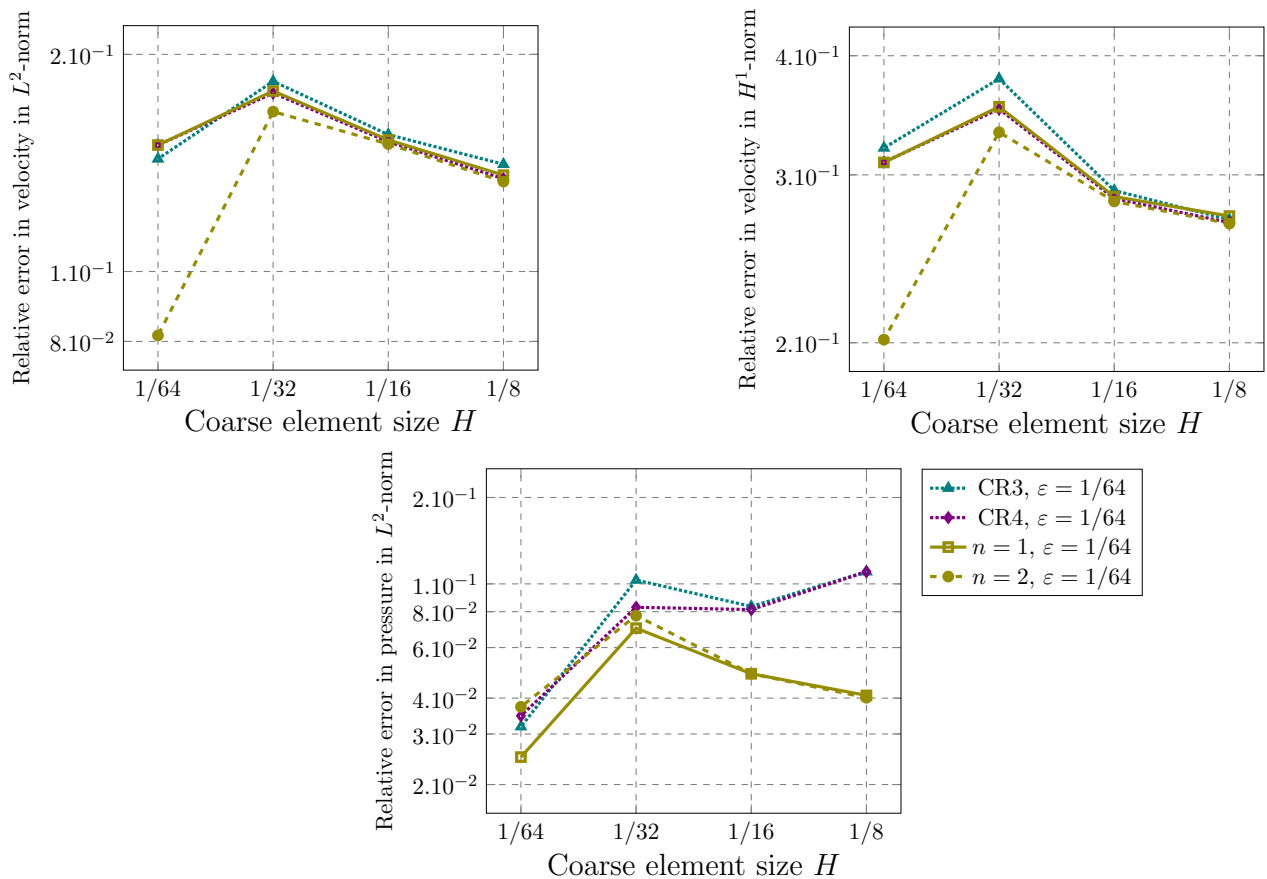 Relative error in velocity in L²-norm
2.10⁻¹
1.10⁻¹
8.10⁻²
1/64 1/32 1/16 1/8
Coarse element size H
Relative error in velocity in H¹-norm
4.10⁻¹
3.10⁻¹
2.10⁻¹
1/64 1/32 1/16 1/8
Coarse element size H
Relative error in pressure in L²-norm
2.10⁻¹
1.10⁻¹
8.10⁻²
6.10⁻²
4.10⁻²
3.10⁻²
2.10⁻²
1/64 1/32 1/16 1/8
Coarse element size H
CR3, ε = 1/64
CR4, ε = 1/64
n = 1, ε = 1/64
n = 2, ε = 1/64